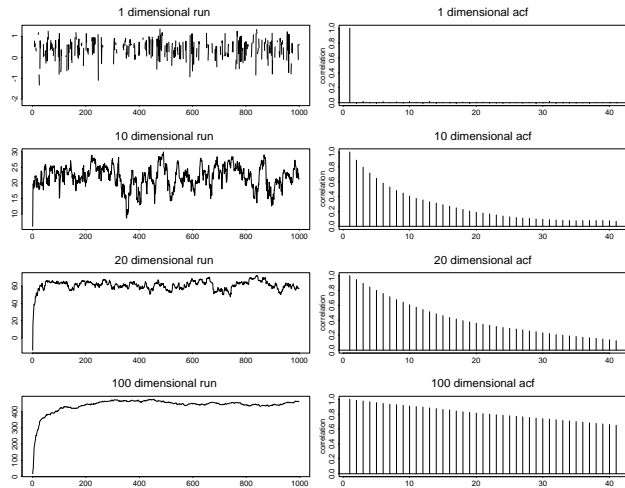 1 dimensional run
1
0
-1
-2
0 200 400 600 800 1000
1 dimensional acf
correlation
0.0 0.2 0.4 0.6 0.8 1.0
0 10 20 30 40
10 dimensional run
10 15 20 25 30
0 200 400 600 800 1000
10 dimensional acf
correlation
0.0 0.2 0.4 0.6 0.8 1.0
0 10 20 30 40
20 dimensional run
0 20 40 60
0 200 400 600 800 1000
20 dimensional acf
correlation
0.0 0.2 0.4 0.6 0.8 1.0
0 10 20 30 40
100 dimensional run
0 100 200 300 400
0 200 400 600 800 1000
100 dimensional acf
correlation
0.0 0.2 0.4 0.6 0.8 1.0
0 10 20 30 40